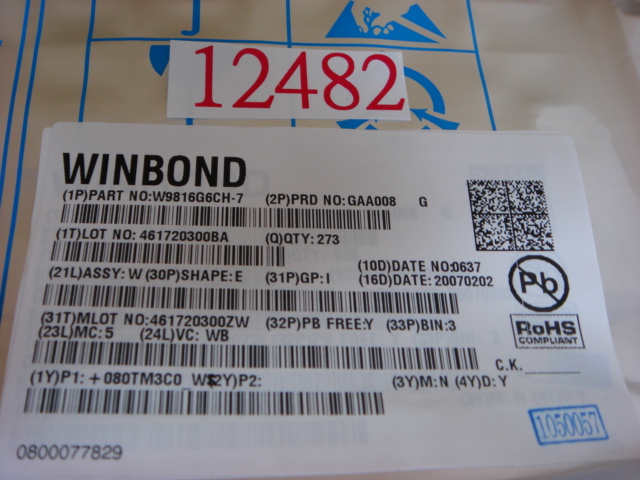 12482
WINBOND
(1P)PART NO:W9816G6CH-7 (2P)PRD NO:GAA008 G
(1T)LOT NO: 461720300BA (Q)QTY: 273
(10D)DATE NO:0637
(21L)ASSY: W (30P)SHAPE:E (31P)GP: I (16D)DATE: 20070202
(31T)MLOT NO:461720300ZW (32P)PB FREE:Y (33P)BIN:3
(23L)MC: 5 (24L)VC: WB
Pb
RoHS
COMPLIANT
C.K.
(1Y)P1: +080TM3C0 (2Y)P2: (3Y)M: N (4Y)D: Y
1050057
0800077829